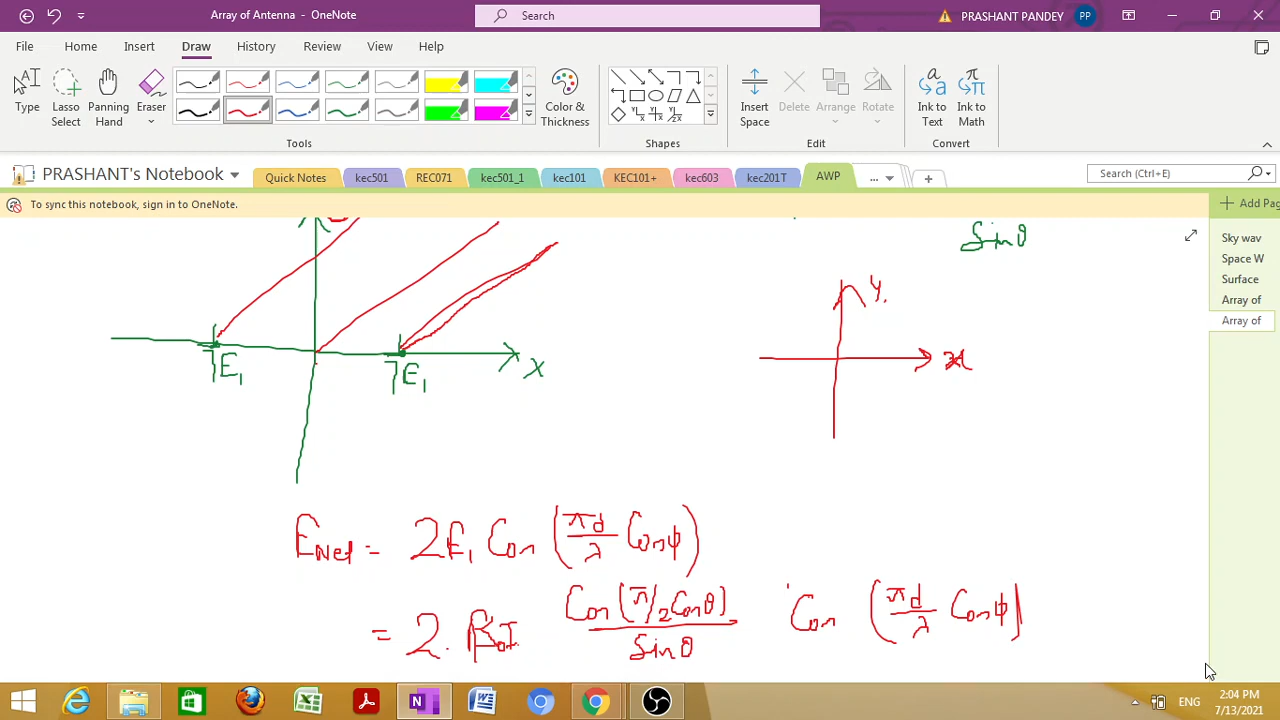 Array of Antenna - OneNote
Search
PRASHANT PANDEY
PP
File Home Insert Draw History Review View Help
Type
Lasso Select
Panning Hand
Eraser
Color & Thickness
Insert Space
Delete
Arrange
Rotate
Ink to Text
Ink to Math
Tools
Shapes
Edit
Convert
PRASHANT's Notebook
Quick Notes
kec501
REC071
kec501_1
kec101
KEC101+
kec603
kec201T
AWP
...
Search (Ctrl+E)
To sync this notebook, sign in to OneNote.
Add Pag
Sky wav
Space W
Surface
Array of
Array of
Sinθ
y
x
E1
E1
X
ENet = 2E1 Cos (πd/λ Cosϕ)
= 2. Cos(π/2 Cosθ)/Sinθ Cos (πd/λ Cosϕ)
ENG
2:04 PM
7/13/2021